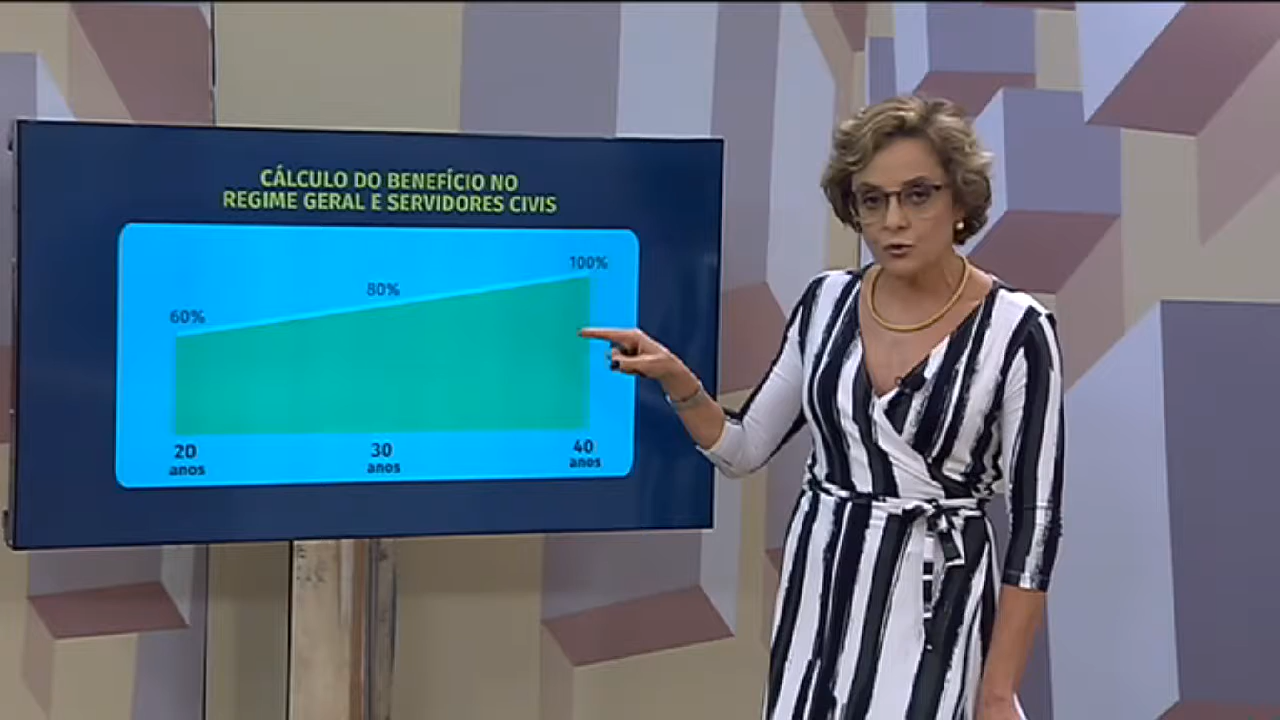 CÁLCULO DO BENEFÍCIO NO
REGIME GERAL E SERVIDORES CIVIS
60%
80%
100%
20
anos
30
anos
40
anos